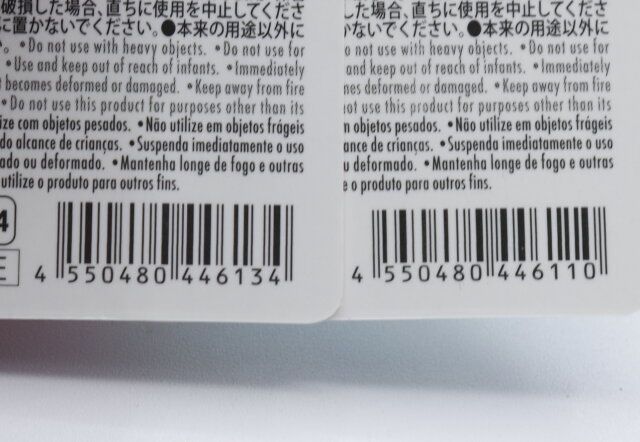 破損した場合、直ちに使用を中止してくださ
に置かないでください。●本来の用途以外に
•Do not use with heavy objects. •Do not use for
•Use and keep out of reach of infants. •Immediately
becomes deformed or damaged. •Keep away from fire
•Do not use this product for purposes other than its
ize com objetos pesados. •Não utilize em objetos frágeis
do alcance de crianças. •Suspenda imediatamente o uso
ado ou deformado. •Mantenha longe de fogo e outras
utilize o produto para outros fins.
4
E
4 550480 446134
した場合、直ちに使用を中止してくださ
かないでください。●本来の用途以外に
o not use with heavy objects. •Do not use for
and keep out of reach of infants. •Immediately
mes deformed or damaged. •Keep away from fire
not use this product for purposes other than its
m objetos pesados. •Não utilize em objetos frágeis
cance de crianças. •Suspenda imediatamente o uso
u deformado. •Mantenha longe de fogo e outras
e o produto para outros fins.
4 550480 446110